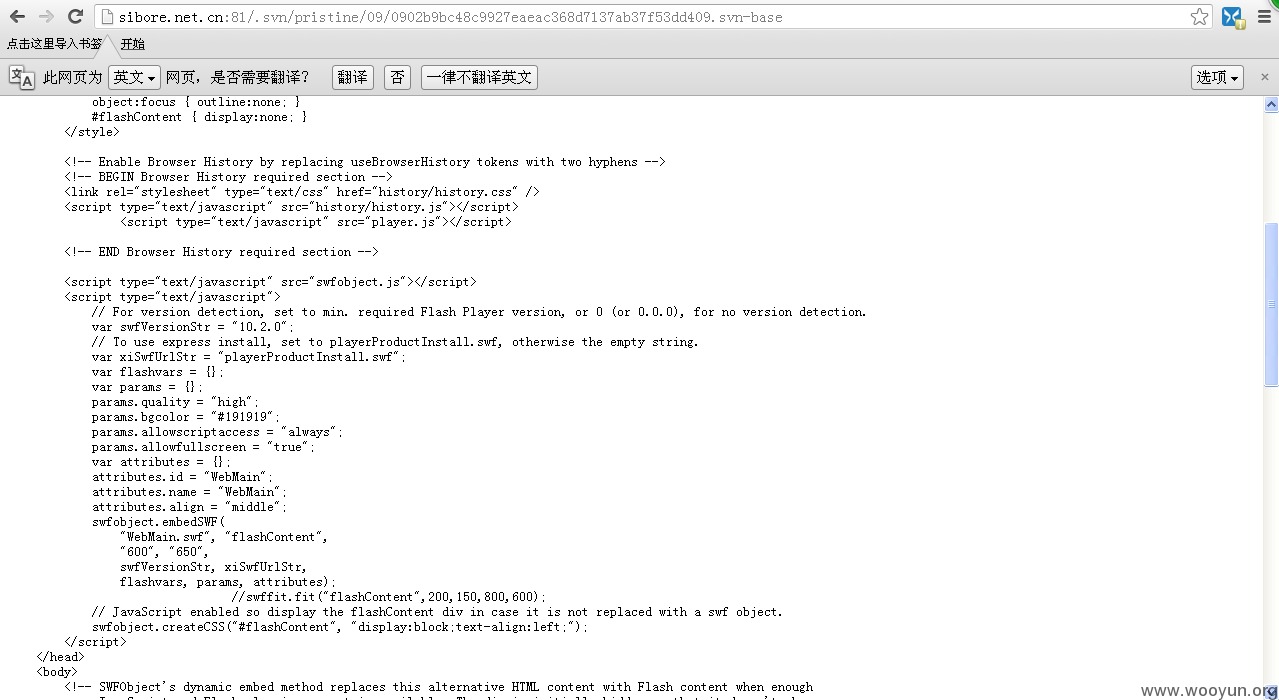 sibore.net.cn:81/.svn/pristine/09/0902b9bc48cc927eec5c368d7137ab37f53dd409.svn-base
点击这里导入书签 开始
此网页为 英文 网页，是否需要翻译？ 翻译 否 一律不翻译英文 选项
object:focus { outline:none; }
#flashContent { display:none; }
</style>
<!-- Enable Browser History by replacing useBrowserHistory tokens with two hyphens -->
<!-- BEGIN Browser History required section -->
<link rel="stylesheet" type="text/css" href="history/history.css" />
<script type="text/javascript" src="history/history.js"></script>
<script type="text/javascript" src="player.js"></script>
<!-- END Browser History required section -->
<script type="text/javascript" src="swfobject.js"></script>
<script type="text/javascript">
// For version detection, set to min. required Flash Player version, or 0 (or 0.0.0), for no version detection.
var swfVersionStr = "10.2.0";
// To use express install, set to playerProductInstall.swf, otherwise the empty string.
var xiSwfUrlStr = "playerProductInstall.swf";
var flashvars = {};
var params = {};
params.quality = "high";
params.bgcolor = "#191919";
params.allowscriptaccess = "always";
params.allowfullscreen = "true";
var attributes = {};
attributes.id = "WebMain";
attributes.name = "WebMain";
attributes.align = "middle";
swfobject.embedSWF(
"WebMain.swf", "flashContent",
"600", "650",
swfVersionStr, xiSwfUrlStr,
flashvars, params, attributes);
//swffit.fit("flashContent",200,150,800,600);
// JavaScript enabled so display the flashContent div in case it is not replaced with a swf object.
swfobject.createCSS("#flashContent", "display:block;text-align:left;");
</script>
</head>
<body>
<!-- SWFObject's dynamic embed method replaces this alternative HTML content with Flash content when enough
www.wooyun.org